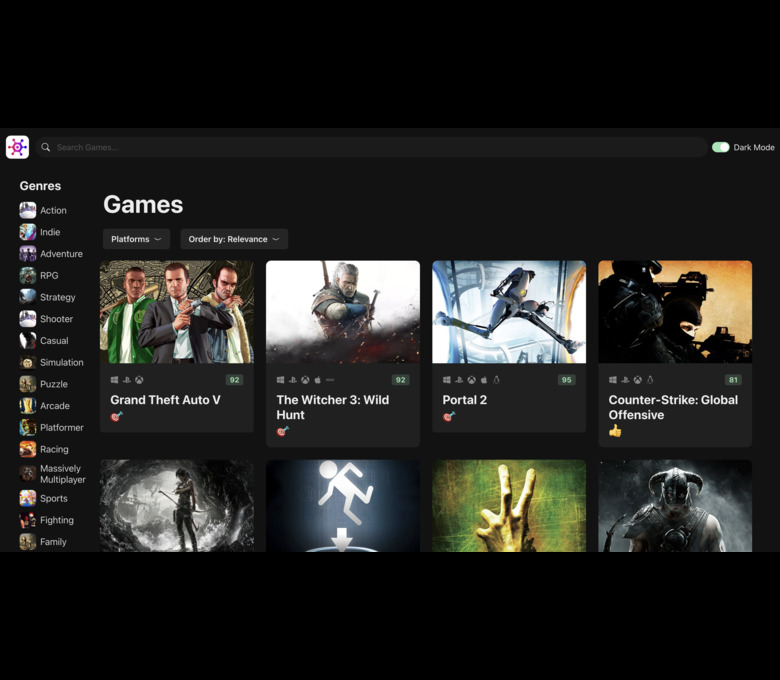 Search Games...
Dark Mode
Genres
Action
Indie
Adventure
RPG
Strategy
Shooter
Casual
Simulation
Puzzle
Arcade
Platformer
Racing
Massively
Multiplayer
Sports
Fighting
Family
Games
Platforms
Order by: Relevance
92
Grand Theft Auto V
92
The Witcher 3: Wild
Hunt
95
Portal 2
81
Counter-Strike: Global
Offensive